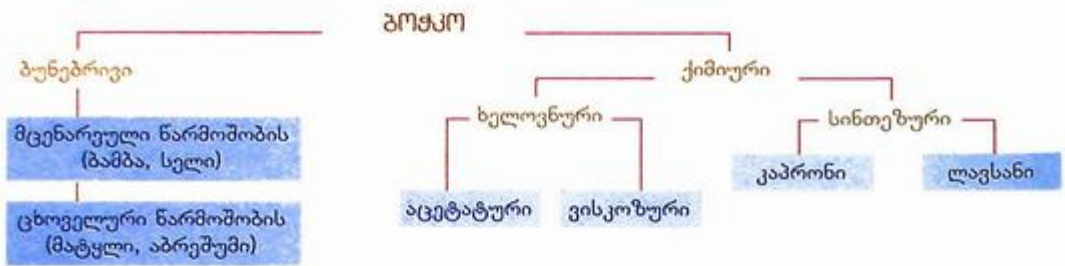 ბოჭკო
ბუნებრივი
ქიმიური
მცენარეული წარმოშობის
(ბამბა, სელი)
ცხოველური წარმოშობის
(მატყლი, აბრეშუმი)
ხელოვნური
სინთეზური
აცეტატური
ვისკოზური
კაპრონი
ლავსანი